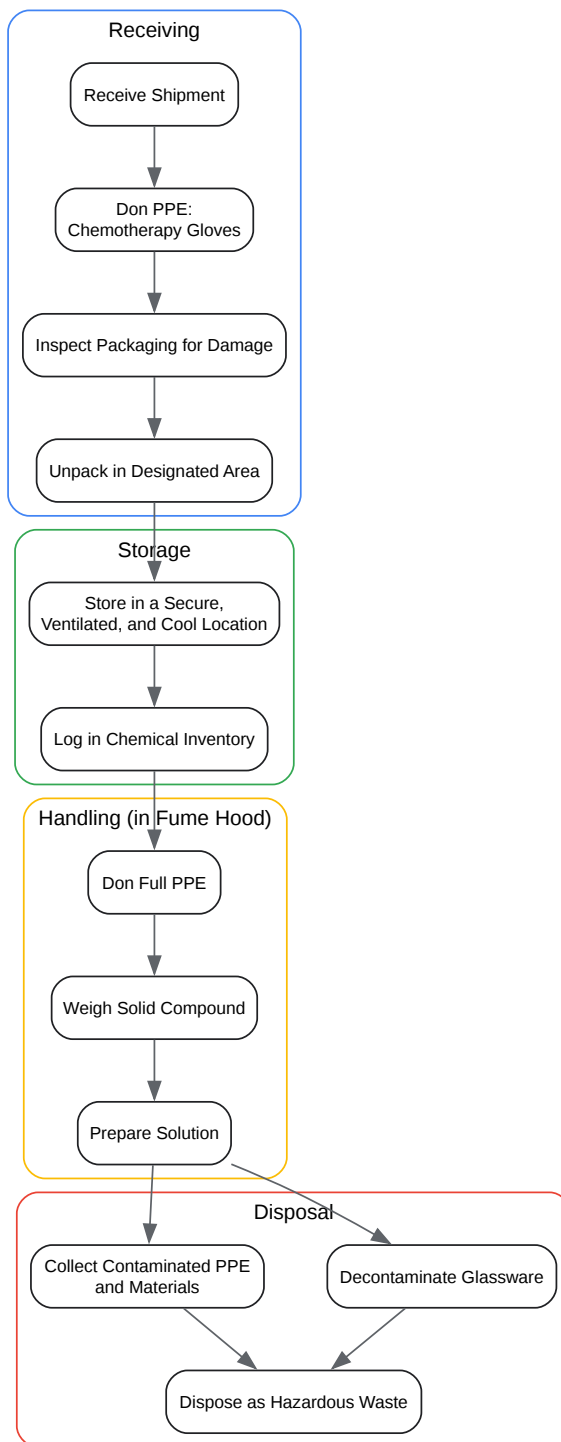 Receiving
Receive Shipment
Don PPE:
Chemotherapy Gloves
Inspect Packaging for Damage
Unpack in Designated Area
Storage
Store in a Secure,
Ventilated, and Cool Location
Log in Chemical Inventory
Handling (in Fume Hood)
Don Full PPE
Weigh Solid Compound
Prepare Solution
Disposal
Collect Contaminated PPE
and Materials
Decontaminate Glassware
Dispose as Hazardous Waste